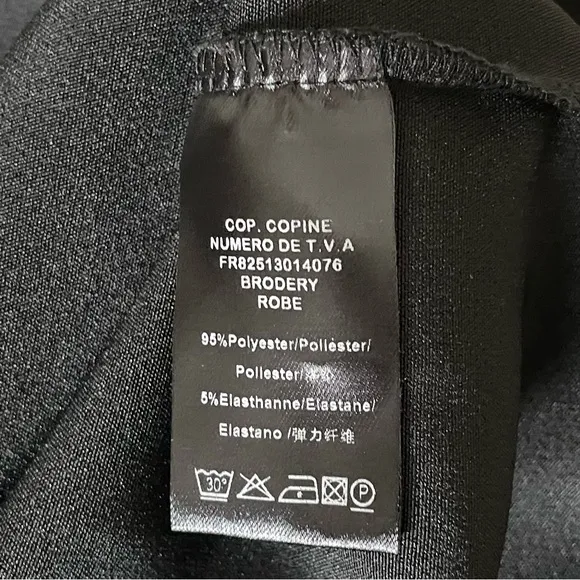 COP. COPINE
NUMERO DE T.V.A
FR82513014076
BRODERY
ROBE
95%Polyester/Poliéster/
Poliester/
5%Elasthanne/Elastane/
Elastano /弹力纤维
30°
P